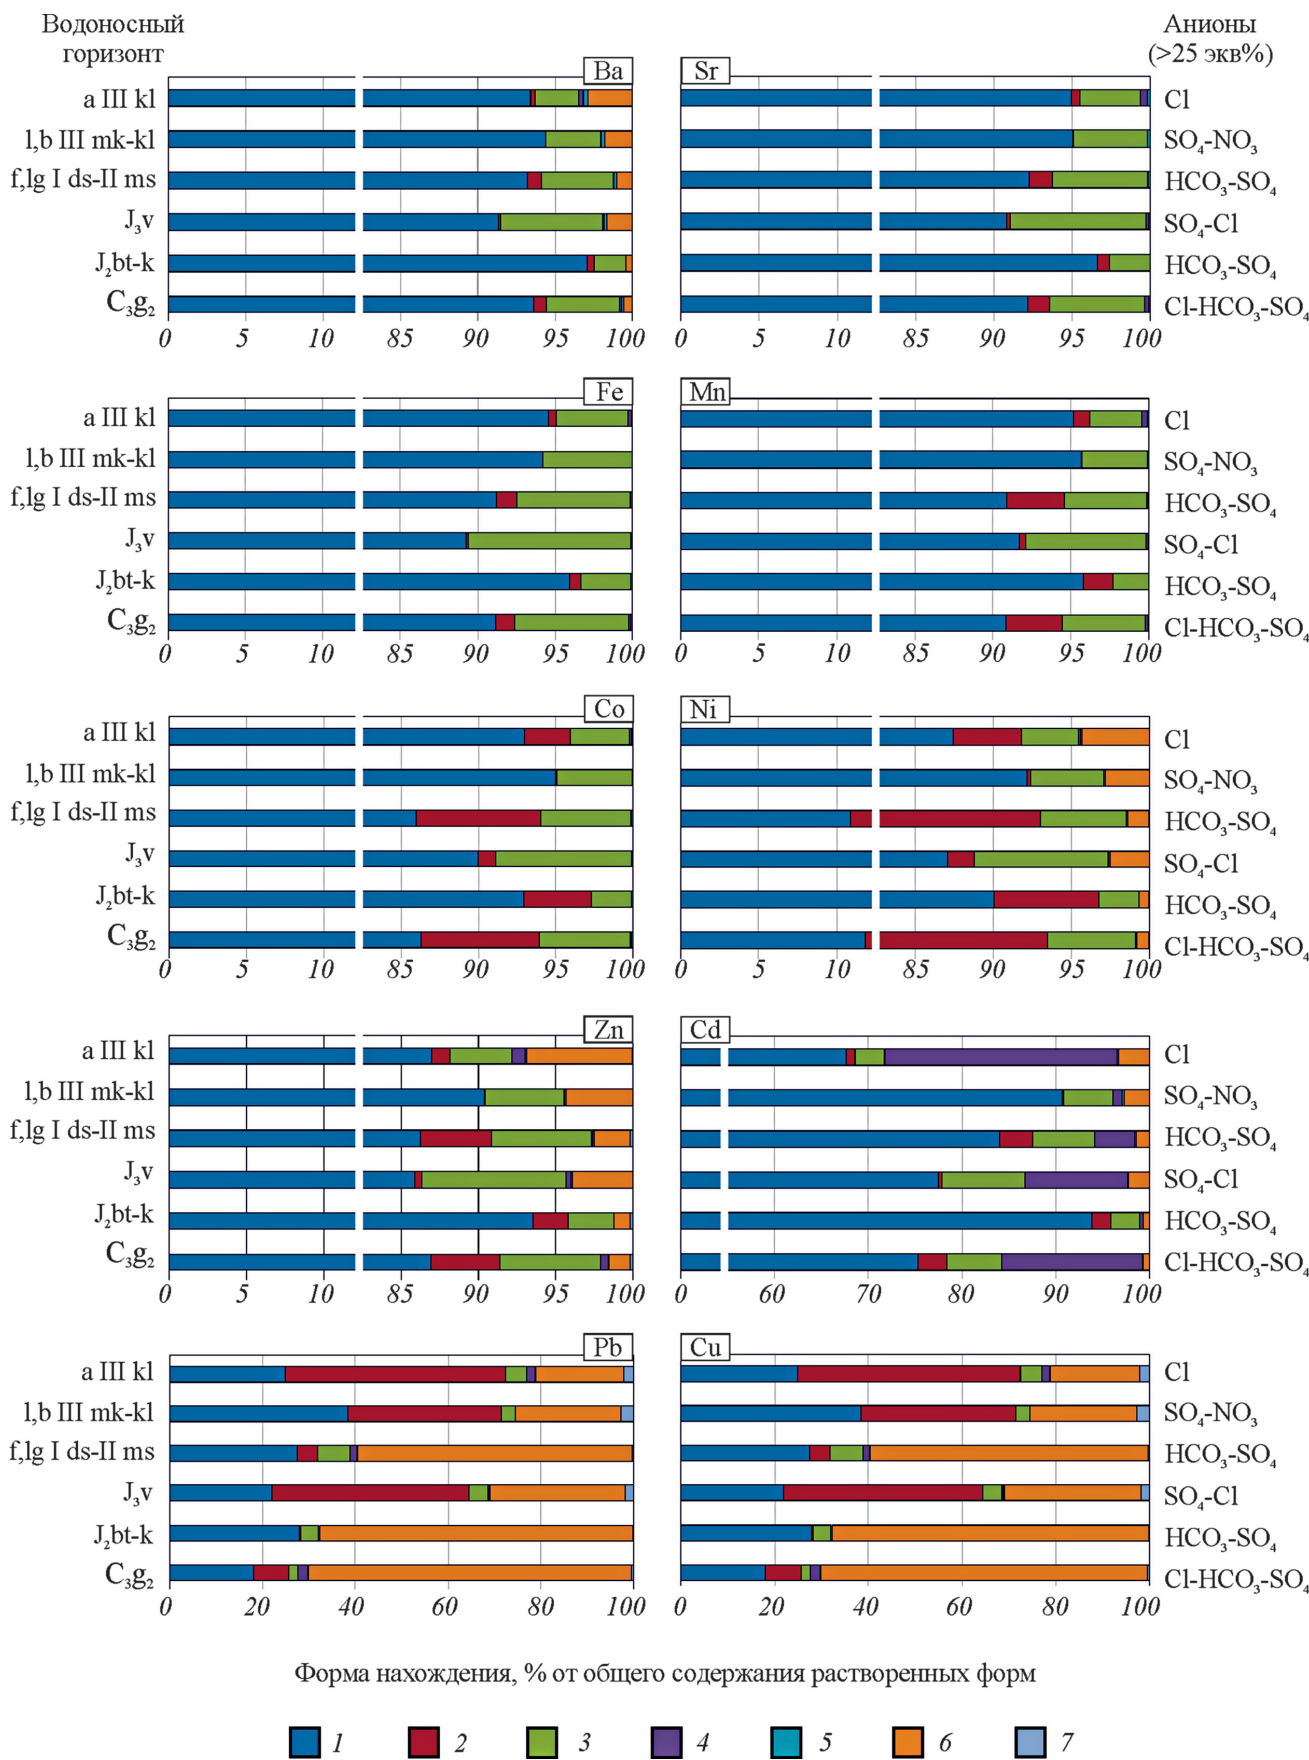 Водоносный
горизонт
Анионы
(>25 экв%)
Ba
Sr
a III kl
Cl
l,b III mk-kl
SO₄-NO₃
f,lg I ds-II ms
HCO₃-SO₄
J₃v
SO₄-Cl
J₂bt-k
HCO₃-SO₄
C₃g₂
Cl-HCO₃-SO₄
0 5 10 85 90 95 100
0 5 10 85 90 95 100
Fe
Mn
a III kl
Cl
l,b III mk-kl
SO₄-NO₃
f,lg I ds-II ms
HCO₃-SO₄
J₃v
SO₄-Cl
J₂bt-k
HCO₃-SO₄
C₃g₂
Cl-HCO₃-SO₄
0 5 10 85 90 95 100
0 5 10 85 90 95 100
Co
Ni
a III kl
Cl
l,b III mk-kl
SO₄-NO₃
f,lg I ds-II ms
HCO₃-SO₄
J₃v
SO₄-Cl
J₂bt-k
HCO₃-SO₄
C₃g₂
Cl-HCO₃-SO₄
0 5 10 85 90 95 100
0 5 10 85 90 95 100
Zn
Cd
a III kl
Cl
l,b III mk-kl
SO₄-NO₃
f,lg I ds-II ms
HCO₃-SO₄
J₃v
SO₄-Cl
J₂bt-k
HCO₃-SO₄
C₃g₂
Cl-HCO₃-SO₄
0 5 10 85 90 95 100
0 60 70 80 90 100
Pb
Cu
a III kl
Cl
l,b III mk-kl
SO₄-NO₃
f,lg I ds-II ms
HCO₃-SO₄
J₃v
SO₄-Cl
J₂bt-k
HCO₃-SO₄
C₃g₂
Cl-HCO₃-SO₄
0 20 40 60 80 100
0 20 40 60 80 100
Форма нахождения, % от общего содержания растворенных форм
1 2 3 4 5 6 7